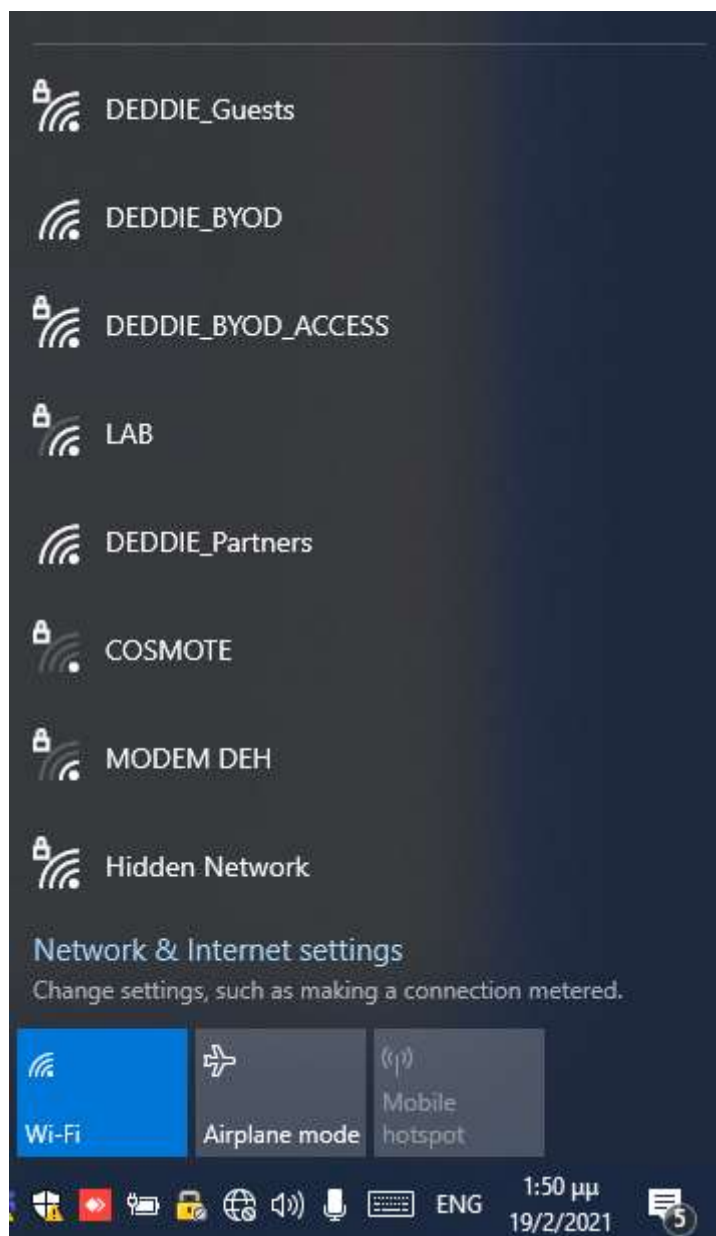 DEDDIE_Guests
DEDDIE_BYOD
DEDDIE_BYOD_ACCESS
LAB
DEDDIE_Partners
COSMOTE
MODEM DEH
Hidden Network
Network & Internet settings
Change settings, such as making a connection metered.
Wi-Fi
Airplane mode
Mobile
hotspot
ENG
1:50 μμ
19/2/2021
5